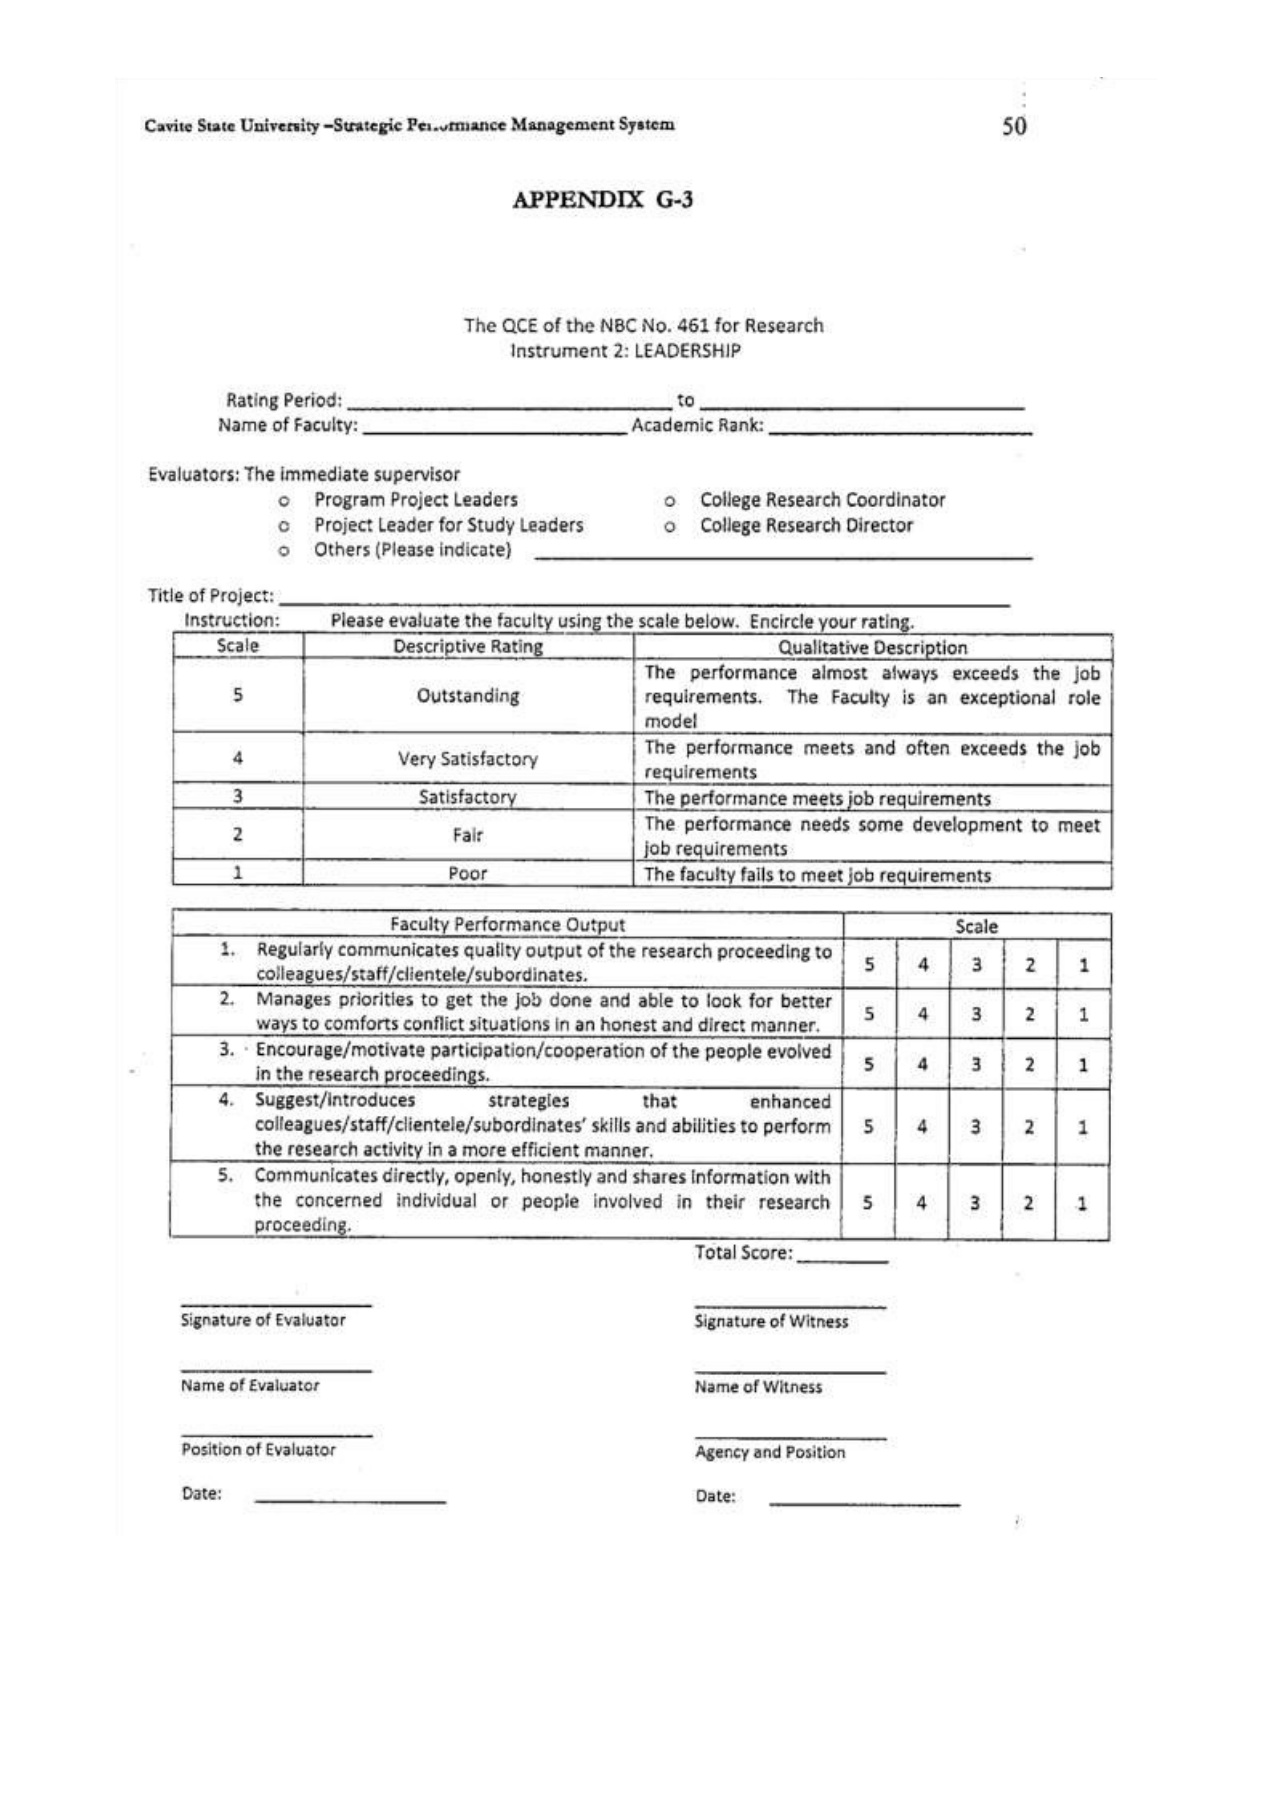 Cavite State University –Strategic Performance Management System 50
APPENDIX G-3
The QCE of the NBC No. 461 for Research
Instrument 2: LEADERSHIP
Rating Period: ____ to ____
Name of Faculty: ____ Academic Rank: ____
Evaluators: The immediate supervisor
o Program Project Leaders o College Research Coordinator
o Project Leader for Study Leaders o College Research Director
o Others (Please indicate) ____
Title of Project: ____
Instruction: Please evaluate the faculty using the scale below. Encircle your rating.
Scale Descriptive Rating Qualitative Description
5 Outstanding The performance almost always exceeds the job
requirements. The Faculty is an exceptional role
model
4 Very Satisfactory The performance meets and often exceeds the job
requirements
3 Satisfactory The performance meets job requirements
2 Fair The performance needs some development to meet
job requirements
1 Poor The faculty fails to meet job requirements
Faculty Performance Output Scale
1. Regularly communicates quality output of the research proceeding to
colleagues/staff/clientele/subordinates. 5 4 3 2 1
2. Manages priorities to get the job done and able to look for better
ways to comforts conflict situations in an honest and direct manner. 5 4 3 2 1
3. Encourage/motivate participation/cooperation of the people evolved
in the research proceedings. 5 4 3 2 1
4. Suggest/introduces strategies that enhanced
colleagues/staff/clientele/subordinates' skills and abilities to perform 5 4 3 2 1
the research activity in a more efficient manner.
5. Communicates directly, openly, honestly and shares information with
the concerned individual or people involved in their research 5 4 3 2 1
proceeding.
Total Score: ____
Signature of Evaluator Signature of Witness
Name of Evaluator Name of Witness
Position of Evaluator Agency and Position
Date: ____ Date: ____